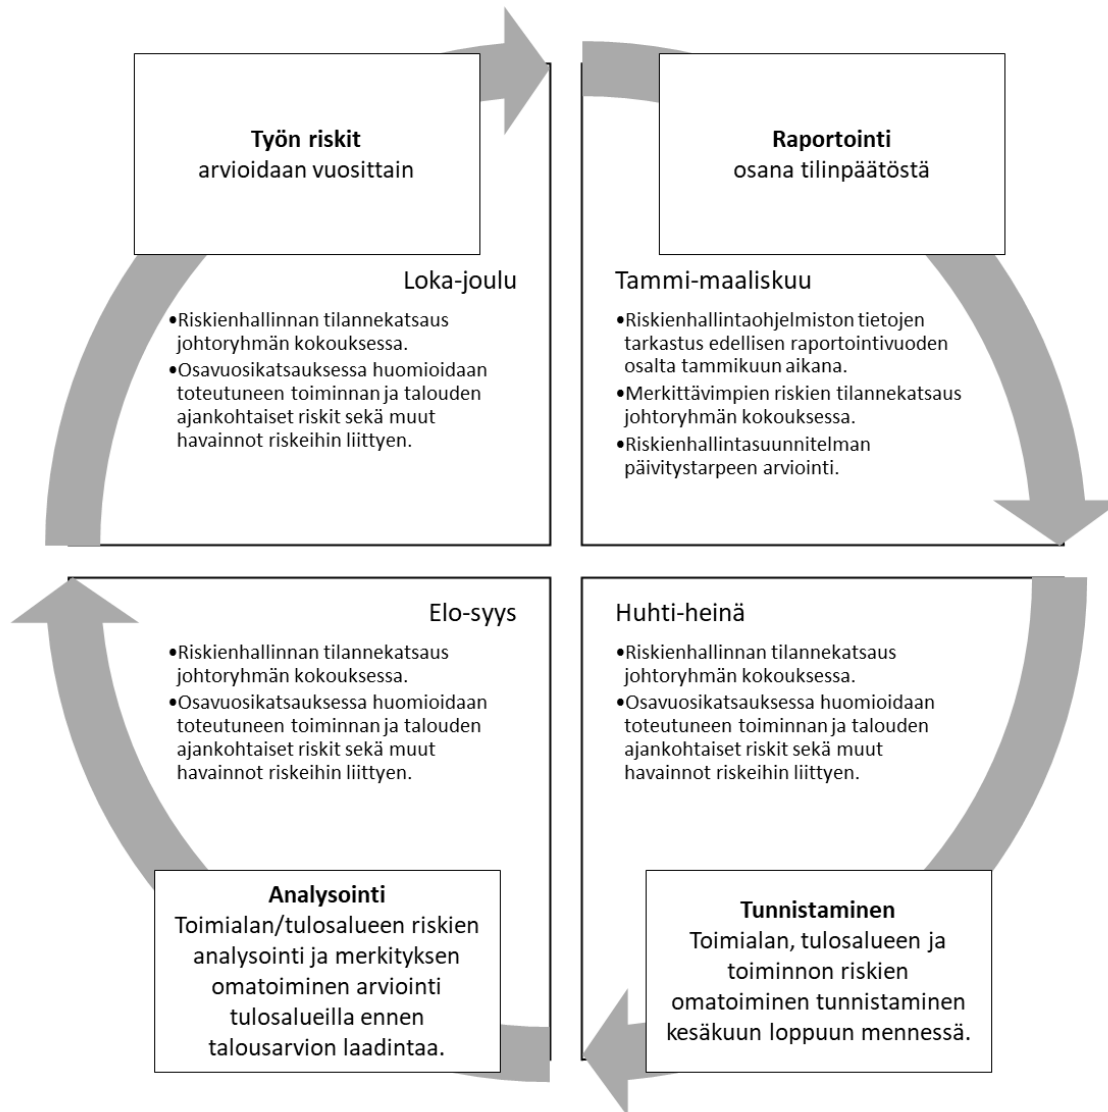 Työn riskit
arvioidaan vuosittain
Loka-joulu
•Riskienhallinnan tilannekatsaus
johtoryhmän kokouksessa.
•Osavuosikatsauksessa huomioidaan
toteutuneen toiminnan ja talouden
ajankohtaiset riskit sekä muut
havainnot riskeihin liittyen.
Raportointi
osana tilinpäätöstä
Tammi-maaliskuu
•Riskienhallintaohjelmiston tietojen
tarkastus edellisen raportointivuoden
osalta tammikuun aikana.
•Merkittävimpien riskien tilannekatsaus
johtoryhmän kokouksessa.
•Riskienhallintasuunnitelman
päivitystarpeen arviointi.
Elo-syys
•Riskienhallinnan tilannekatsaus
johtoryhmän kokouksessa.
•Osavuosikatsauksessa huomioidaan
toteutuneen toiminnan ja talouden
ajankohtaiset riskit sekä muut
havainnot riskeihin liittyen.
Analysointi
Toimialan/tulosalueen riskien
analysointi ja merkityksen
omatoiminen arviointi
tulosalueilla ennen
talousarvion laadintaa.
Huhti-heinä
•Riskienhallinnan tilannekatsaus
johtoryhmän kokouksessa.
•Osavuosikatsauksessa huomioidaan
toteutuneen toiminnan ja talouden
ajankohtaiset riskit sekä muut
havainnot riskeihin liittyen.
Tunnistaminen
Toimialan, tulosalueen ja
toiminnon riskien
omatoiminen tunnistaminen
kesäkuun loppuun mennessä.